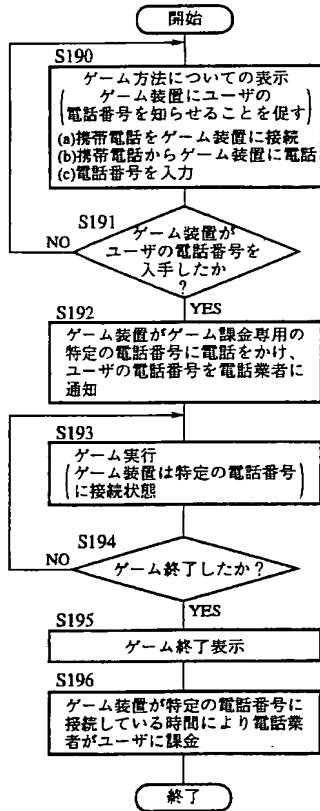 開始
S190
ゲーム方法についての表示
(ゲーム装置にユーザの
電話番号を知らせることを促す)
(a)携帯電話をゲーム装置に接続
(b)携帯電話からゲーム装置に電話
(c)電話番号を入力
S191
ゲーム装置が
ユーザの電話番号を
入手したか
?
NO
YES
S192
ゲーム装置がゲーム課金専用の
特定の電話番号に電話をかけ、
ユーザの電話番号を電話業者に
通知
S193
ゲーム実行
(ゲーム装置は特定の電話番号
に接続状態)
S194
ゲーム終了したか?
NO
YES
S195
ゲーム終了表示
S196
ゲーム装置が特定の電話番号に
接続している時間により電話業
者がユーザに課金
終了